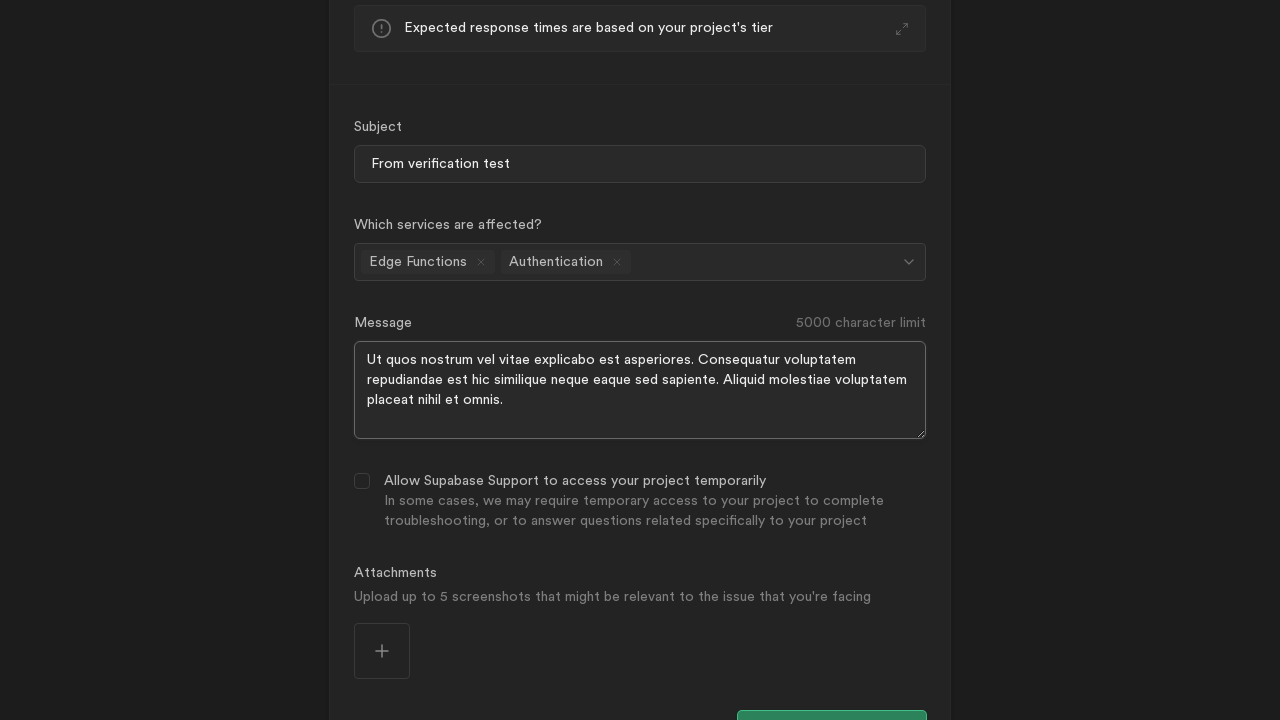 Expected response times are based on your project's tier
Subject
From verification test
Which services are affected?
Edge Functions Authentication
Message 5000 character limit
Ut quos nostrum vel vitae explicabo est asperiores. Consequatur voluptatem
repudiandae est hic similique neque eaque sed sapiente. Aliquid molestiae voluptatem
placeat nihil et omnis.
Allow Supabase Support to access your project temporarily
In some cases, we may require temporary access to your project to complete
troubleshooting, or to answer questions related specifically to your project
Attachments
Upload up to 5 screenshots that might be relevant to the issue that you're facing